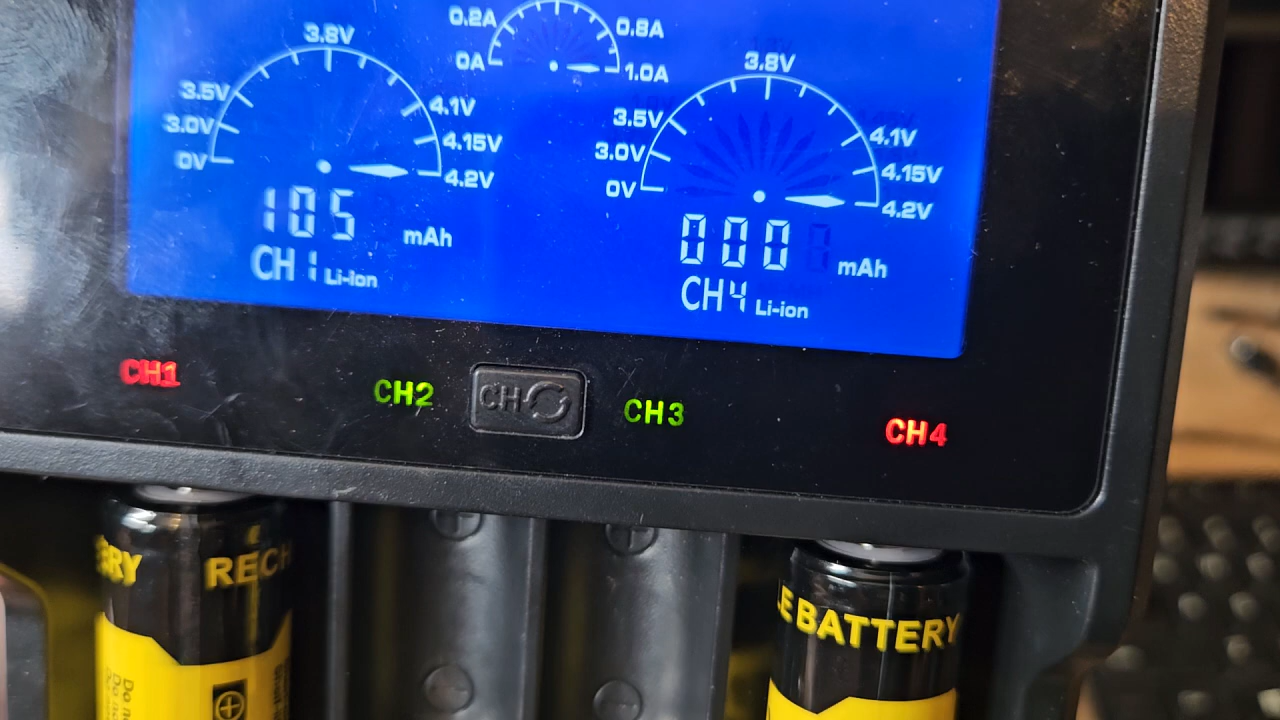 3.8V
0.2A
0.8A
0A
1.0A
3.8V
3.5V
4.1V
3.0V
4.15V
0V
4.2V
3.5V
4.1V
3.0V
4.15V
0V
4.2V
105 mAh
CH1 Li-ion
000 mAh
CH4 Li-ion
CH1
CH2
CH
CH3
CH4
RECH
BATTERY
Do no